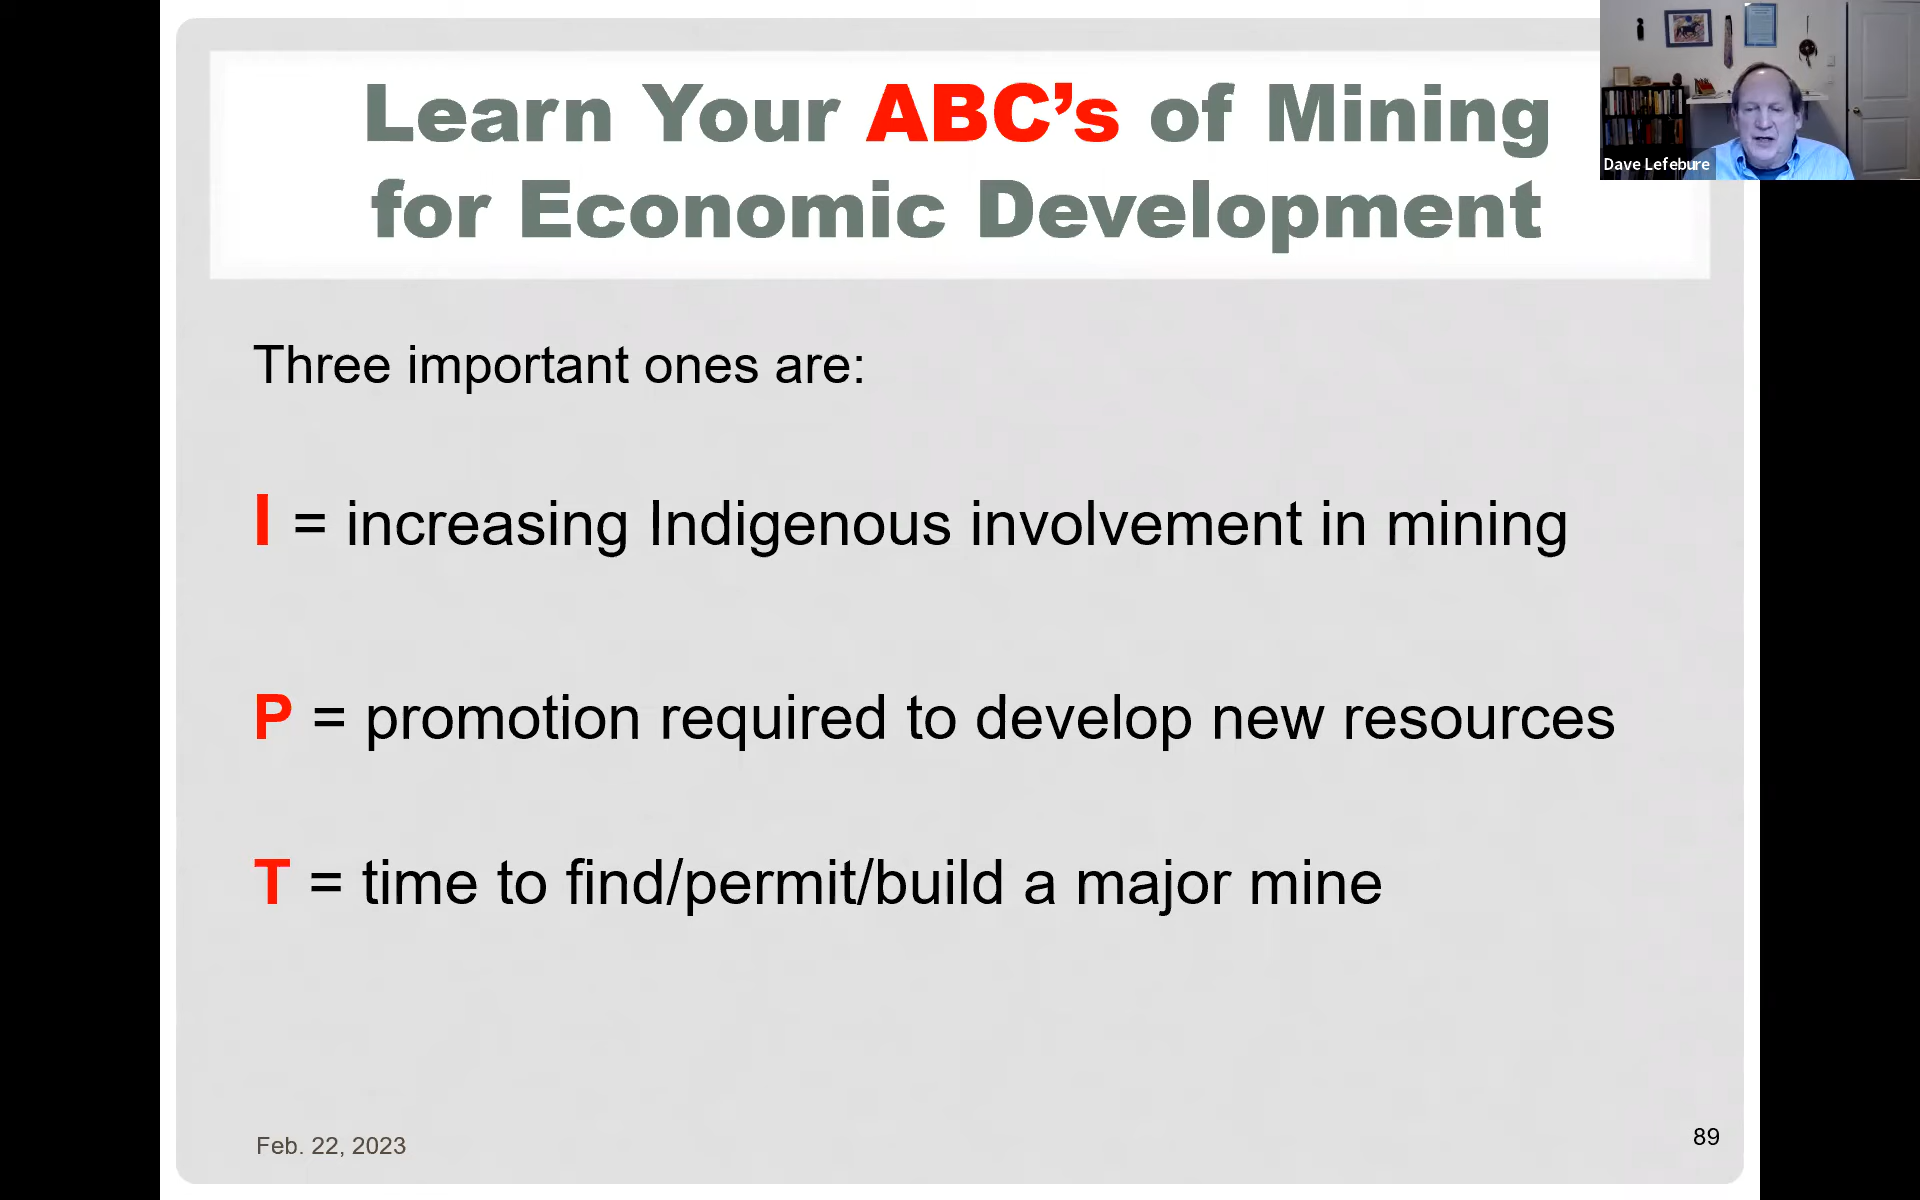 Learn Your ABC’s of Mining
for Economic Development
Dave Lefebure
Three important ones are:
I = increasing Indigenous involvement in mining
P = promotion required to develop new resources
T = time to find/permit/build a major mine
Feb. 22, 2023
89